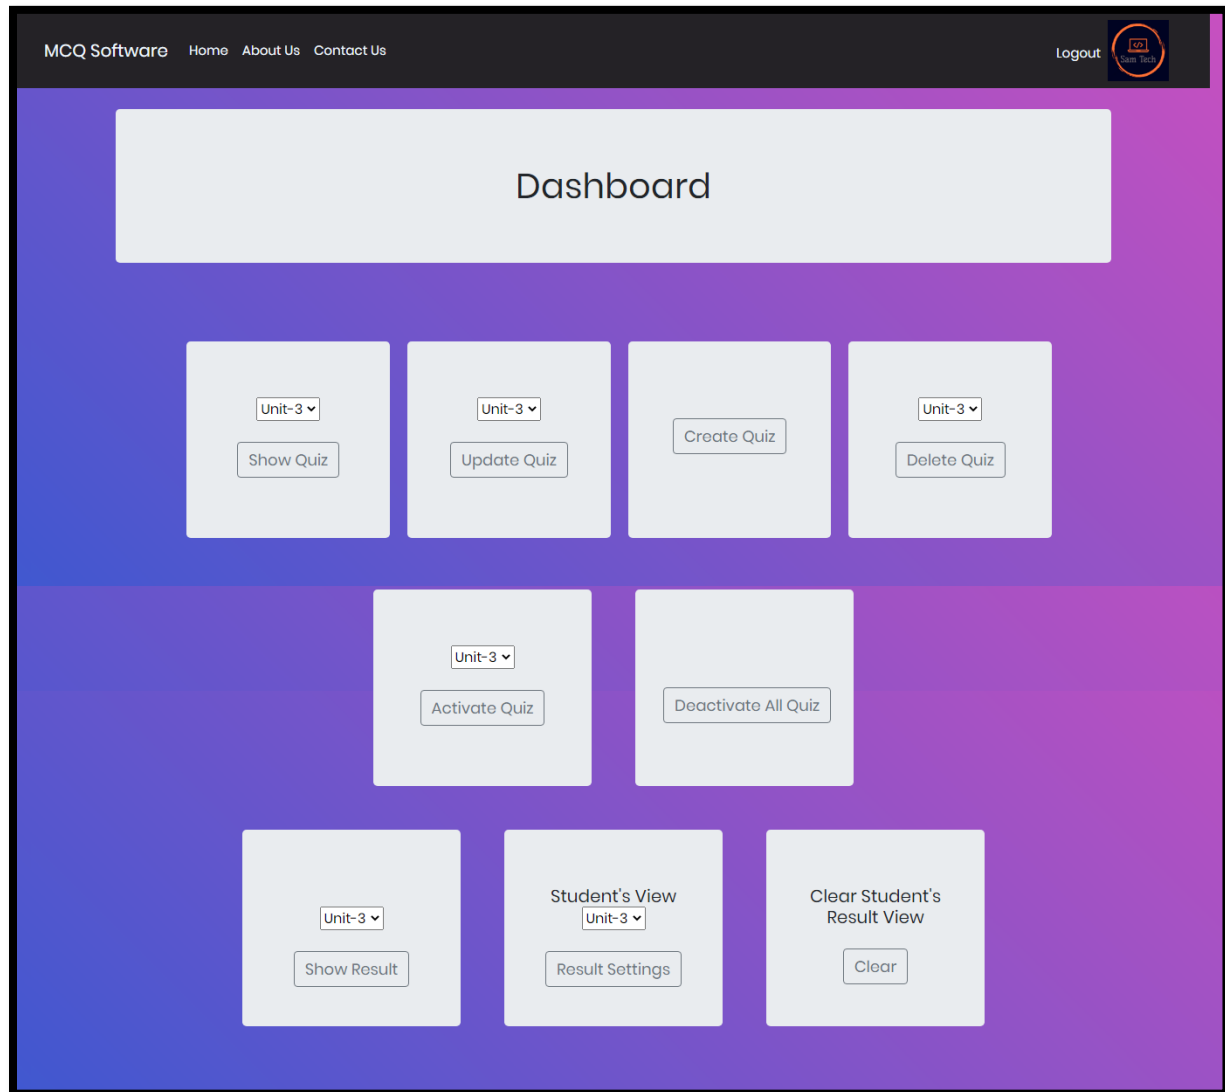 MCQ Software Home About Us Contact Us Logout
</>
Sam Tech
Dashboard
Unit-3 Unit-3 Unit-3
Show Quiz Update Quiz Create Quiz Delete Quiz
Unit-3
Activate Quiz Deactivate All Quiz
Student's View Clear Student's
Unit-3 Unit-3 Result View
Show Result Result Settings Clear